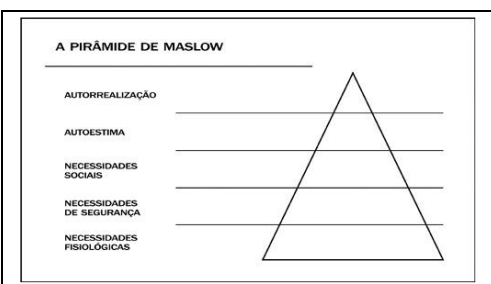 A PIRÂMIDE DE MASLOW
AUTORREALIZAÇÃO
AUTOESTIMA
NECESSIDADES
SOCIAIS
NECESSIDADES
DE SEGURANÇA
NECESSIDADES
FISIOLÓGICAS